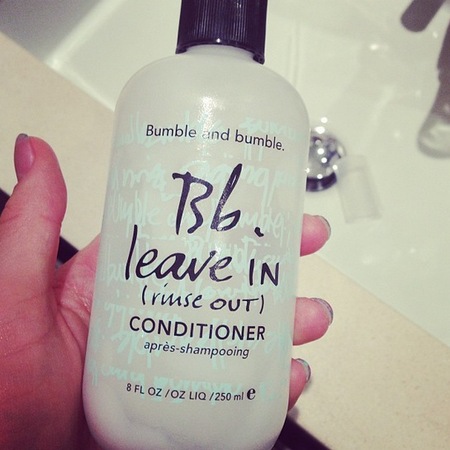 Bumble and bumble.
Bb.
leave in
(rinse out)
CONDITIONER
après-shampooing
8 FL OZ/OZ LIQ/250 ml e